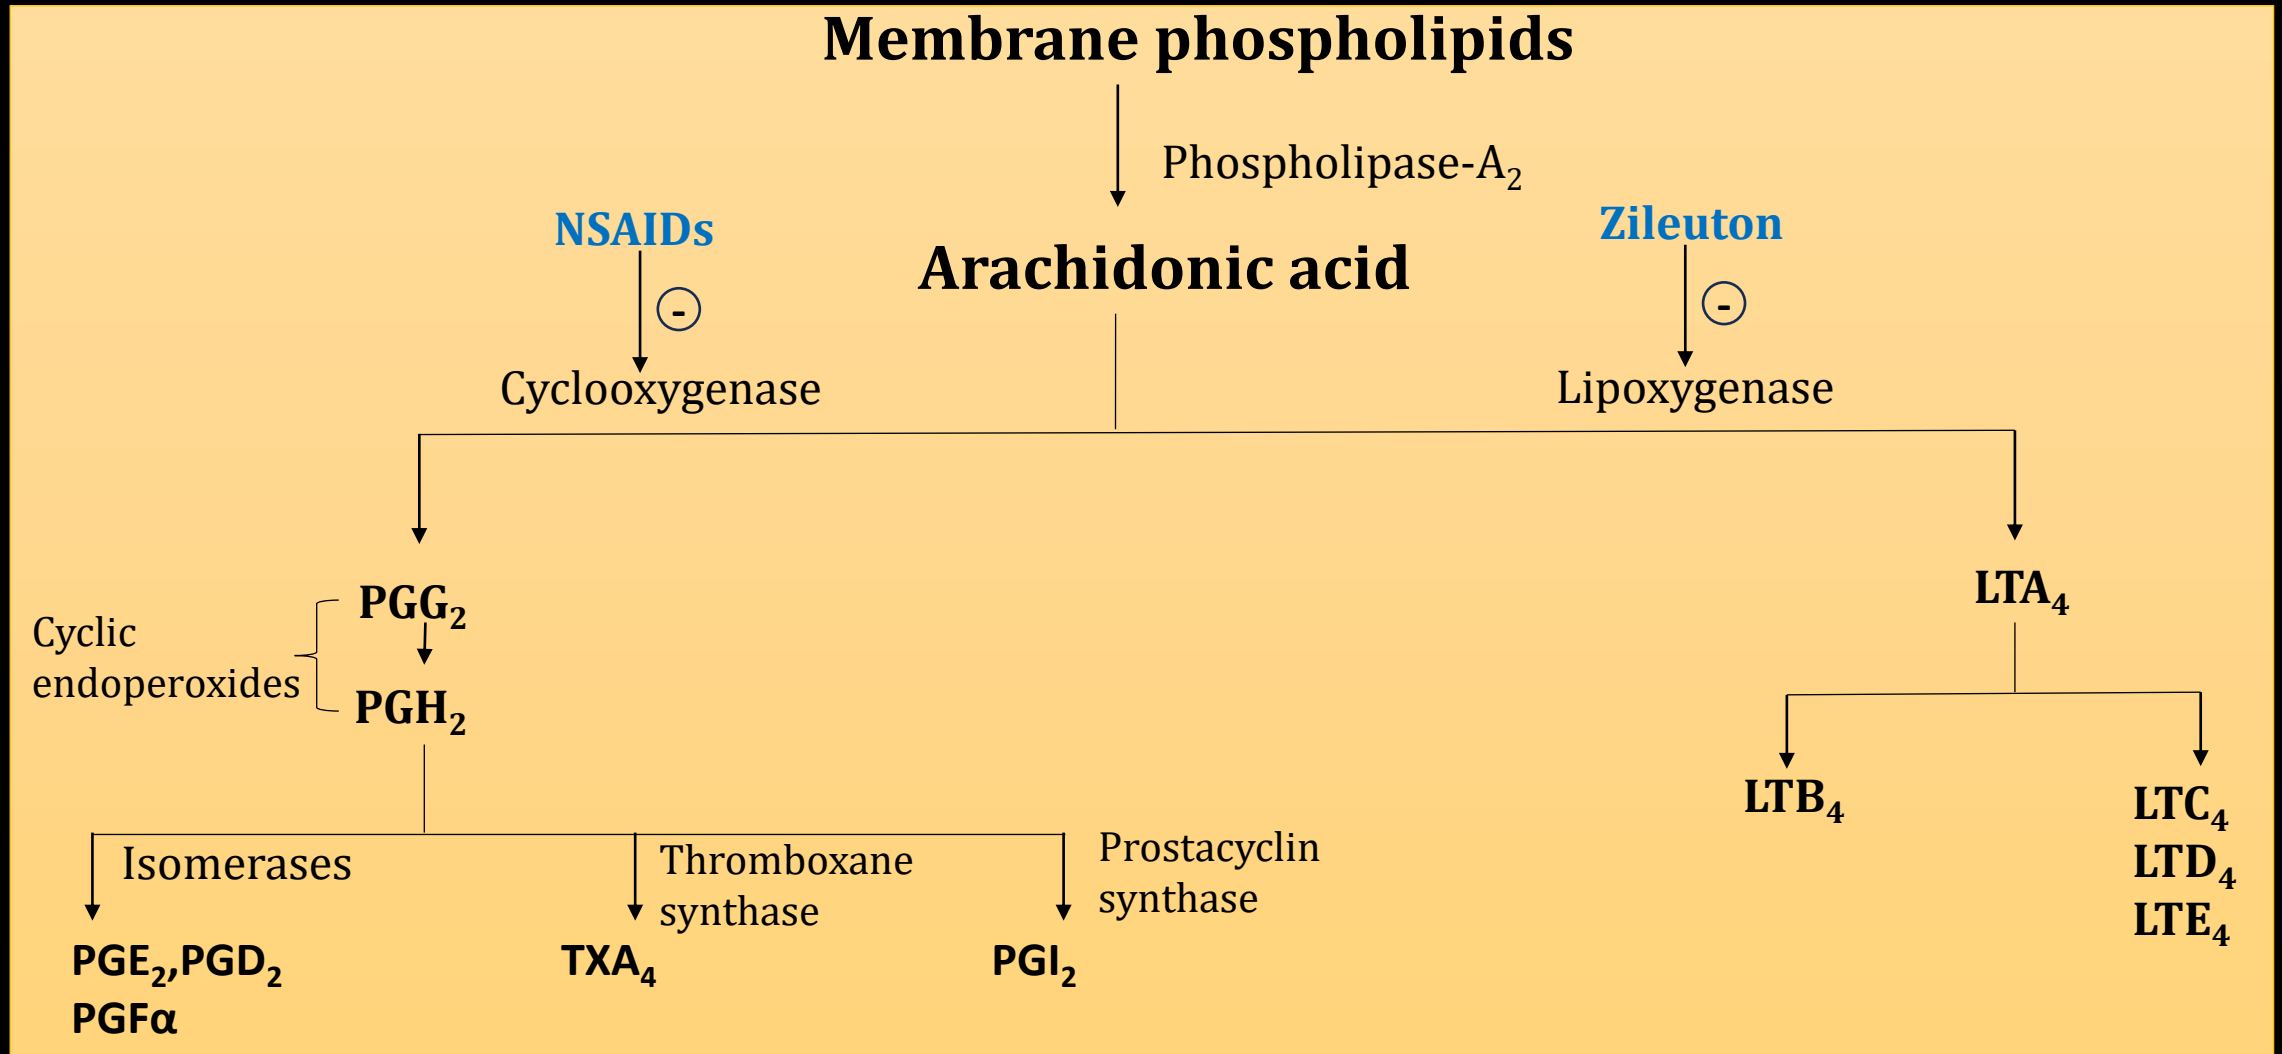 Membrane phospholipids
Phospholipase-A₂
NSAIDs
Zileuton
Arachidonic acid
-
-
Cyclooxygenase
Lipoxygenase
PGG₂
LTA₄
Cyclic
endoperoxides
PGH₂
LTB₄
LTC₄
LTD₄
LTE₄
Isomerases
Thromboxane
synthase
Prostacyclin
synthase
PGE₂,PGD₂
PGFα
TXA₄
PGI₂